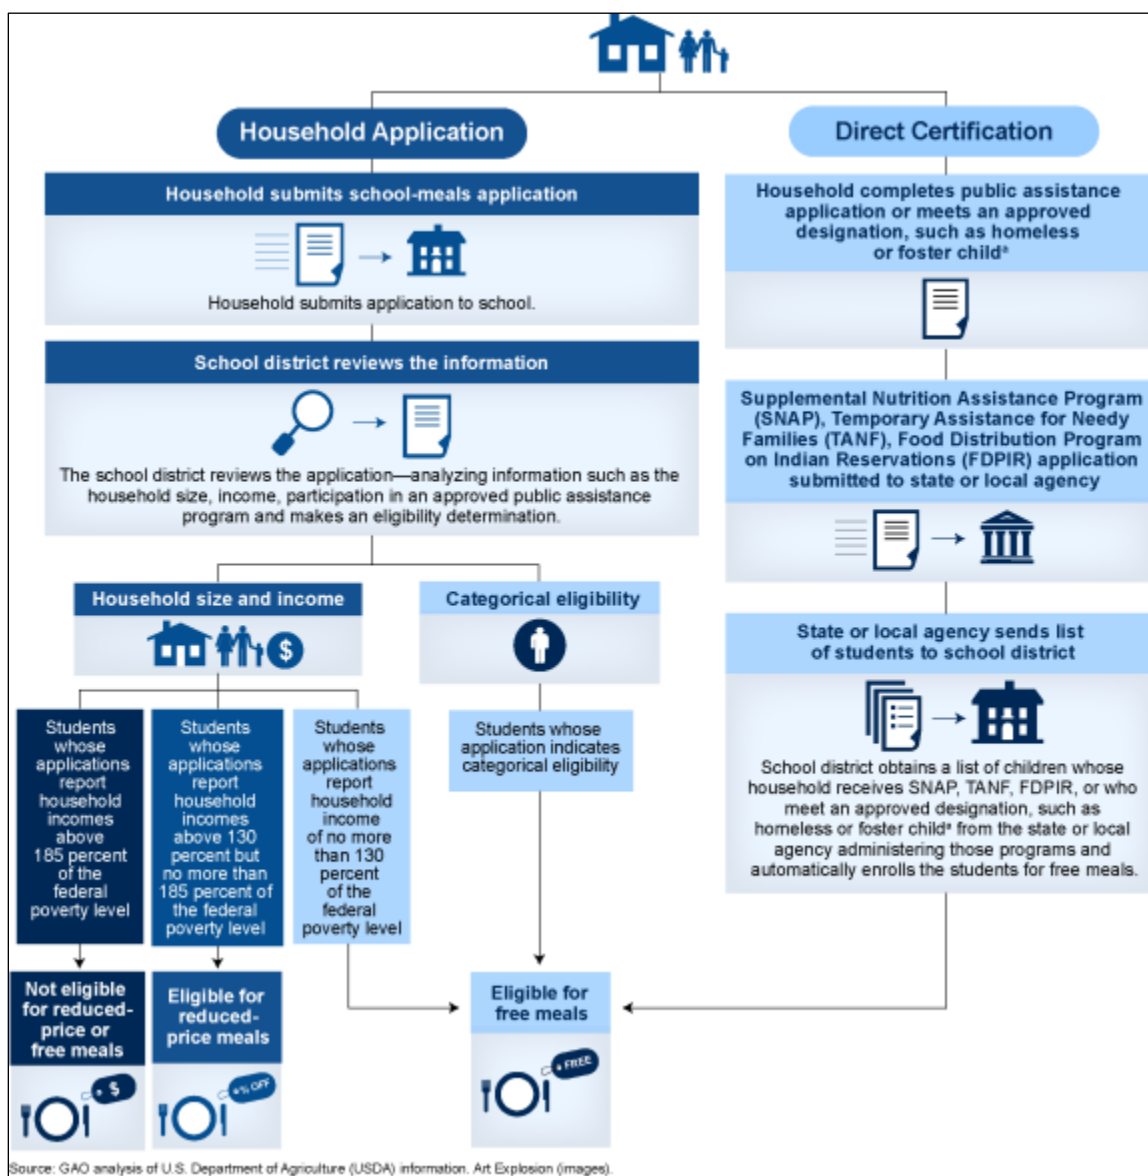 Household Application
Household submits school-meals application
Household submits application to school.
School district reviews the information
The school district reviews the application—analyzing information such as the
household size, income, participation in an approved public assistance
program and makes an eligibility determination.
Household size and income
$
Students
whose
applications
report
household
incomes
above
185 percent
of the
federal
poverty level
Students
whose
applications
report
household
incomes
above 130
percent but
no more than
185 percent of
the federal
poverty level
Students
whose
applications
report
household
income
of no more
than 130
percent
of the
federal
poverty level
Categorical eligibility
Students whose
application indicates
categorical eligibility
Not eligible
for reduced-
price or
free meals
$
Eligible for
reduced-
price meals
% OFF
Eligible for
free meals
FREE
Direct Certification
Household completes public assistance
application or meets an approved
designation, such as homeless
or foster childᵃ
Supplemental Nutrition Assistance Program
(SNAP), Temporary Assistance for Needy
Families (TANF), Food Distribution Program
on Indian Reservations (FDPIR) application
submitted to state or local agency
State or local agency sends list
of students to school district
School district obtains a list of children whose
household receives SNAP, TANF, FDPIR, or who
meet an approved designation, such as
homeless or foster childᵃ from the state or local
agency administering those programs and
automatically enrolls the students for free meals.
Source: GAO analysis of U.S. Department of Agriculture (USDA) information. Art Explosion (images).